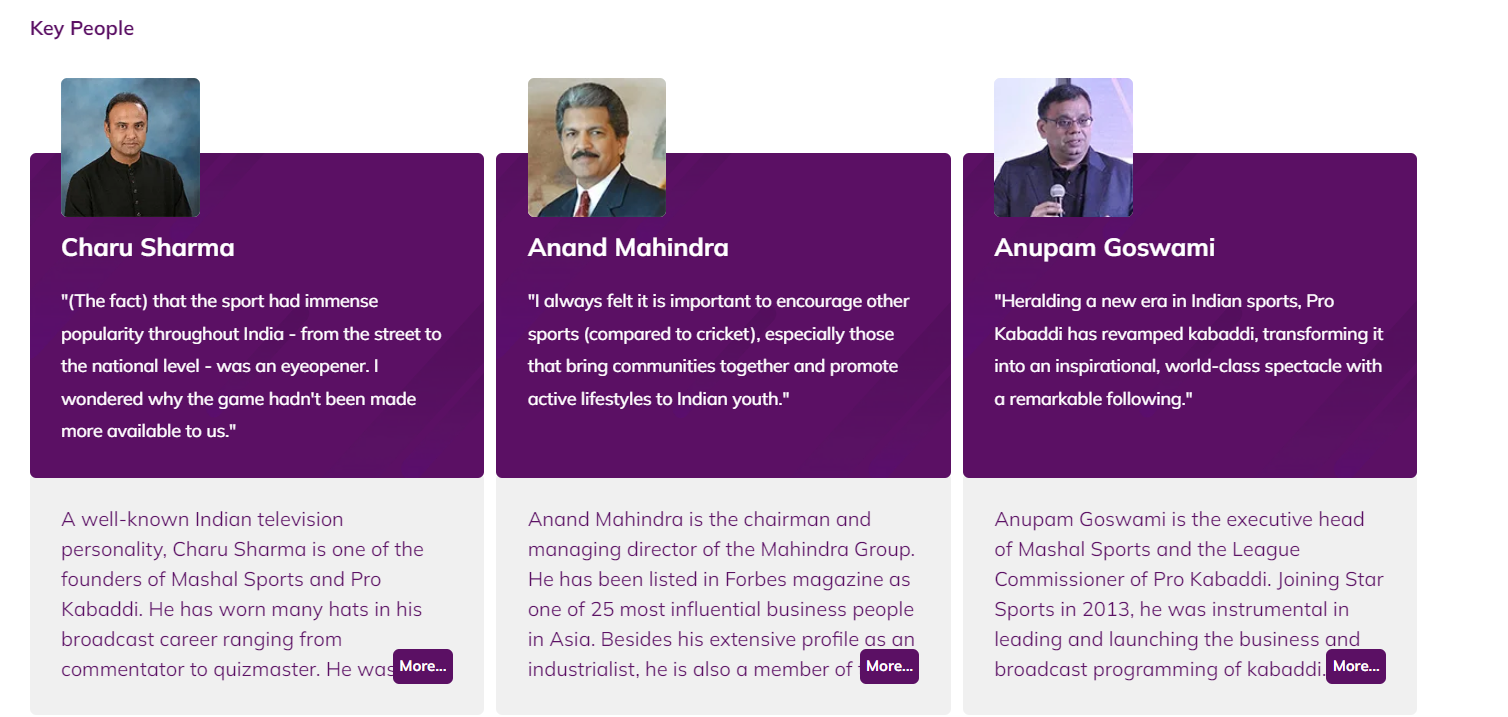 Key People
Charu Sharma
"(The fact) that the sport had immense
popularity throughout India - from the street to
the national level - was an eyeopener. I
wondered why the game hadn't been made
more available to us."
A well-known Indian television
personality, Charu Sharma is one of the
founders of Mashal Sports and Pro
Kabaddi. He has worn many hats in his
broadcast career ranging from
commentator to quizmaster. He was
More...
Anand Mahindra
"I always felt it is important to encourage other
sports (compared to cricket), especially those
that bring communities together and promote
active lifestyles to Indian youth."
Anand Mahindra is the chairman and
managing director of the Mahindra Group.
He has been listed in Forbes magazine as
one of 25 most influential business people
in Asia. Besides his extensive profile as an
industrialist, he is also a member of
More...
Anupam Goswami
"Heralding a new era in Indian sports, Pro
Kabaddi has revamped kabaddi, transforming it
into an inspirational, world-class spectacle with
a remarkable following."
Anupam Goswami is the executive head
of Mashal Sports and the League
Commissioner of Pro Kabaddi. Joining Star
Sports in 2013, he was instrumental in
leading and launching the business and
broadcast programming of kabaddi.
More...